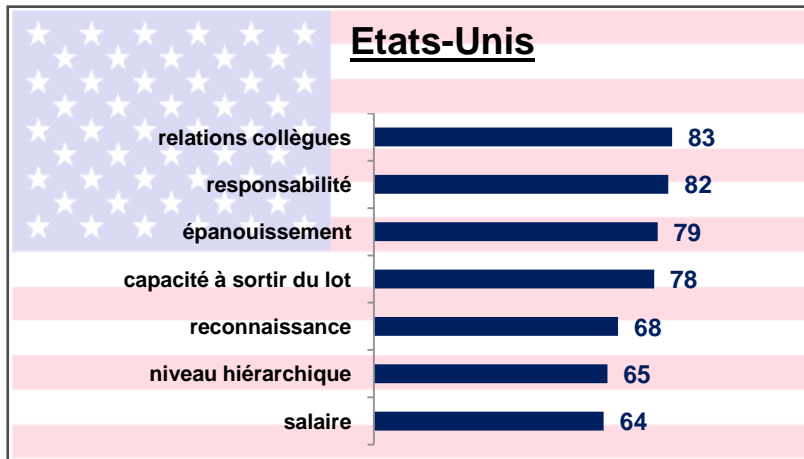 Etats-Unis
relations collègues 83
responsabilité 82
épanouissement 79
capacité à sortir du lot 78
reconnaissance 68
niveau hiérarchique 65
salaire 64